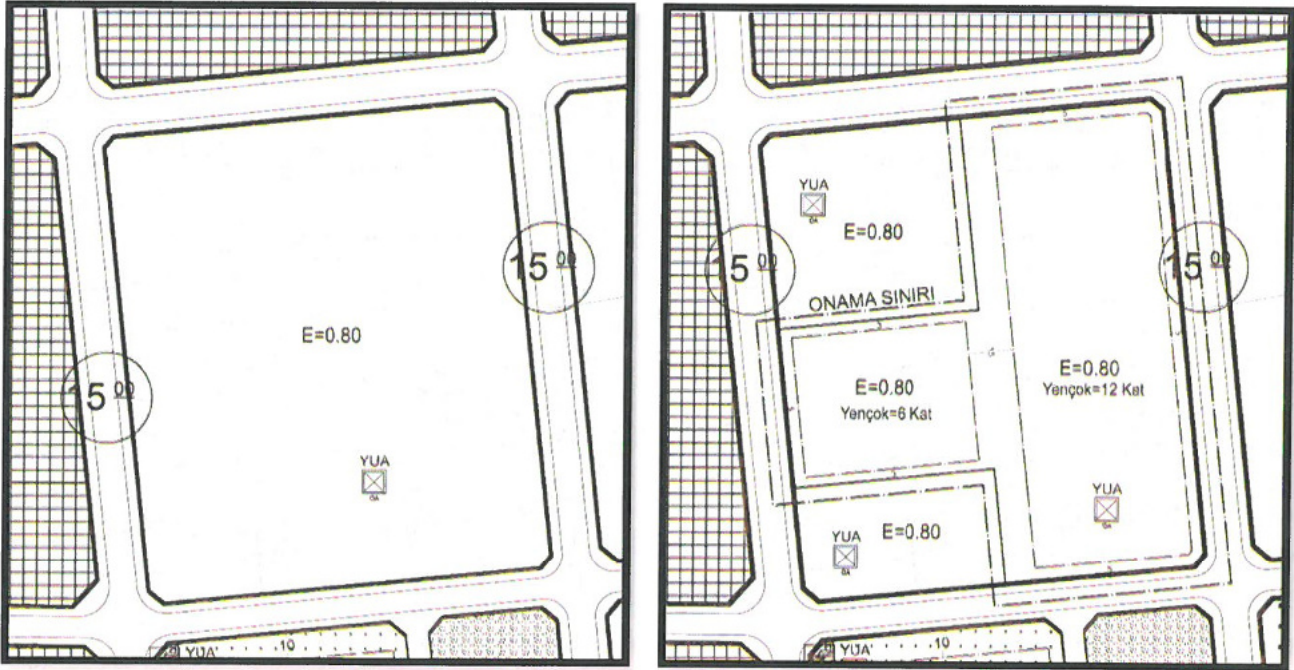 15 00
E=0.80
15 00
YUA
YUA
10
YUA
E=0.80
15 00
15 00
ONAMA SINIRI
E=0.80
Yençok=6 Kat
E=0.80
Yençok=12 Kat
YUA
YUA
E=0.80
YUA
10